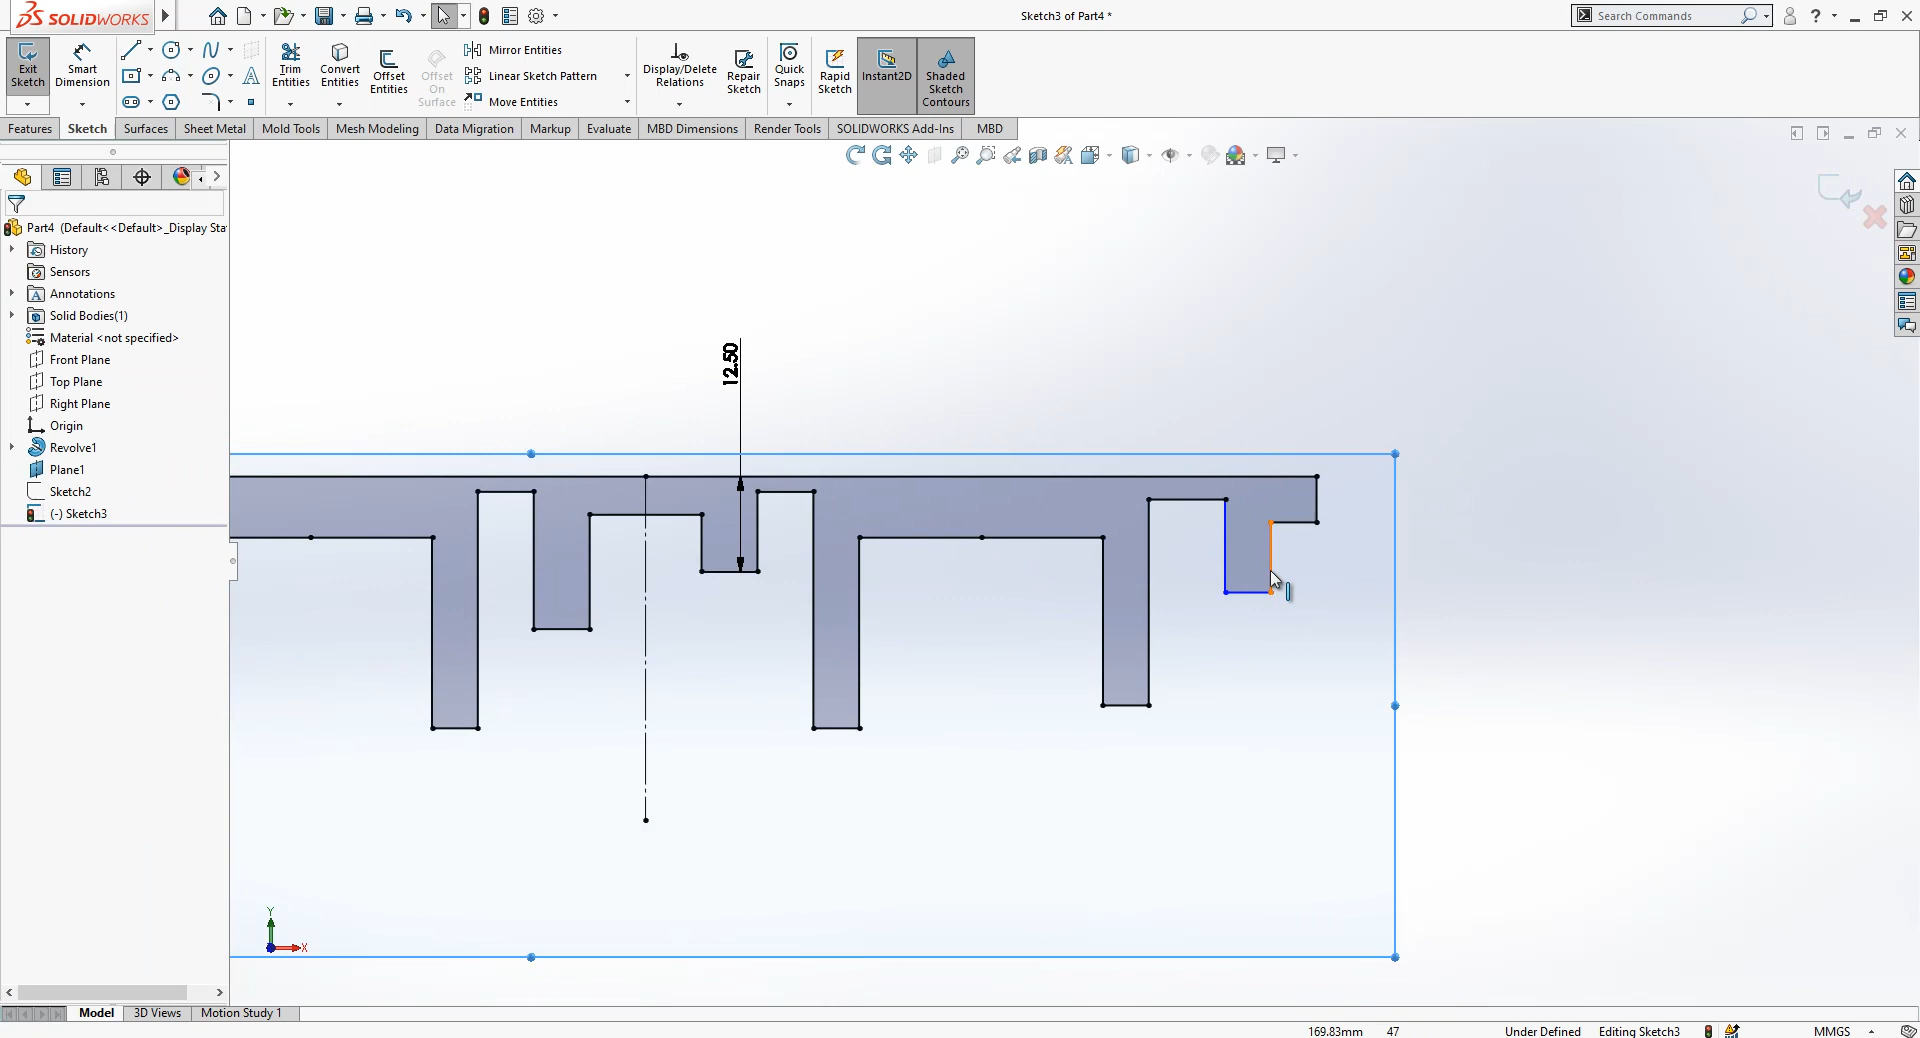 SOLIDWORKS
Sketch3 of Part4 *
Search Commands
?
Exit Sketch
Smart Dimension
Trim Entities
Convert Entities
Offset Entities
Offset On Surface
Mirror Entities
Linear Sketch Pattern
Move Entities
Display/Delete Relations
Repair Sketch
Quick Snaps
Rapid Sketch
Instant2D
Shaded Sketch Contours
Features Sketch Surfaces Sheet Metal Mold Tools Mesh Modeling Data Migration Markup Evaluate MBD Dimensions Render Tools SOLIDWORKS Add-Ins MBD
Part4 (Default<<Default>_Display Sta
History
Sensors
Annotations
Solid Bodies(1)
Material <not specified>
Front Plane
Top Plane
Right Plane
Origin
Revolve1
Plane1
Sketch2
(-) Sketch3
12.50
Y
X
Model 3D Views Motion Study 1
169.83mm 47 Under Defined Editing Sketch3 MMGS